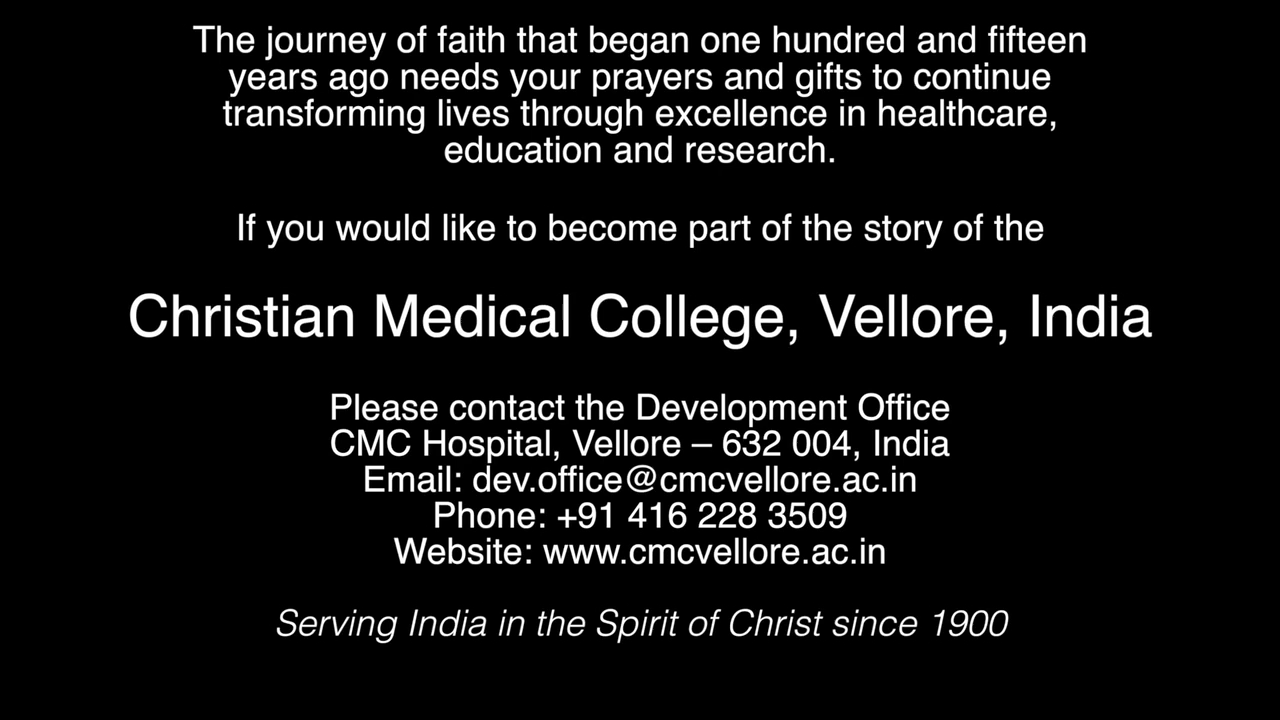 The journey of faith that began one hundred and fifteen
years ago needs your prayers and gifts to continue
transforming lives through excellence in healthcare,
education and research.
If you would like to become part of the story of the
Christian Medical College, Vellore, India
Please contact the Development Office
CMC Hospital, Vellore – 632 004, India
Email: dev.office@cmcvellore.ac.in
Phone: +91 416 228 3509
Website: www.cmcvellore.ac.in
Serving India in the Spirit of Christ since 1900